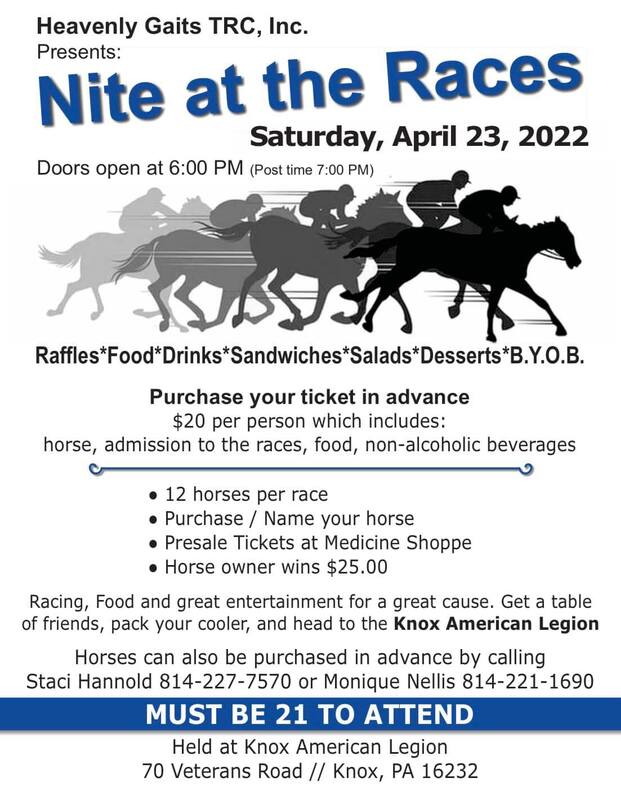 Heavenly Gaits TRC, Inc.
Presents:
Nite at the Races
Saturday, April 23, 2022
Doors open at 6:00 PM (Post time 7:00 PM)
Raffles*Food*Drinks*Sandwiches*Salads*Desserts*B.Y.O.B.
Purchase your ticket in advance
$20 per person which includes:
horse, admission to the races, food, non-alcoholic beverages
• 12 horses per race
• Purchase / Name your horse
• Presale Tickets at Medicine Shoppe
• Horse owner wins $25.00
Racing, Food and great entertainment for a great cause. Get a table
of friends, pack your cooler, and head to the Knox American Legion
Horses can also be purchased in advance by calling
Staci Hannold 814-227-7570 or Monique Nellis 814-221-1690
MUST BE 21 TO ATTEND
Held at Knox American Legion
70 Veterans Road // Knox, PA 16232